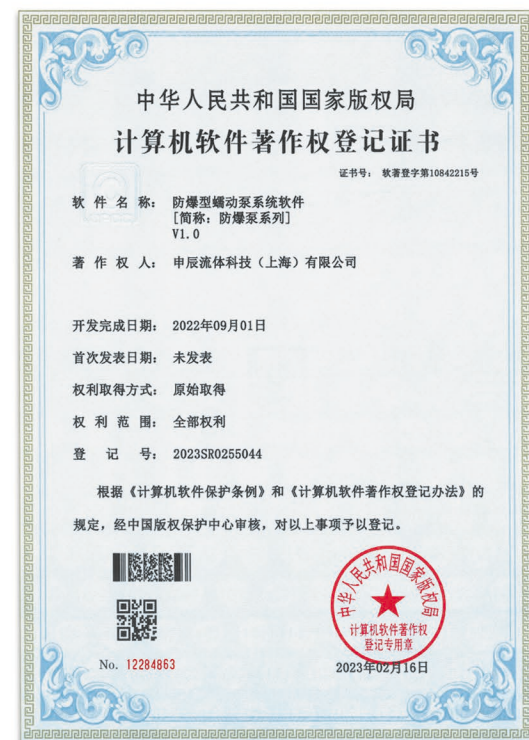 中华人民共和国国家版权局
计算机软件著作权登记证书
证书号： 软著登字第10842215号
软件名称： 防爆型蠕动泵系统软件
[简称：防爆泵系列]
V1.0
著作权人： 申辰流体科技（上海）有限公司
开发完成日期： 2022年09月01日
首次发表日期： 未发表
权利取得方式： 原始取得
权利范围： 全部权利
登记号： 2023SR0255044
根据《计算机软件保护条例》和《计算机软件著作权登记办法》的
规定，经中国版权保护中心审核，对以上事项予以登记。
中华人民共和国国家版权局
计算机软件著作权
登记专用章
No. 12284863
2023年02月16日